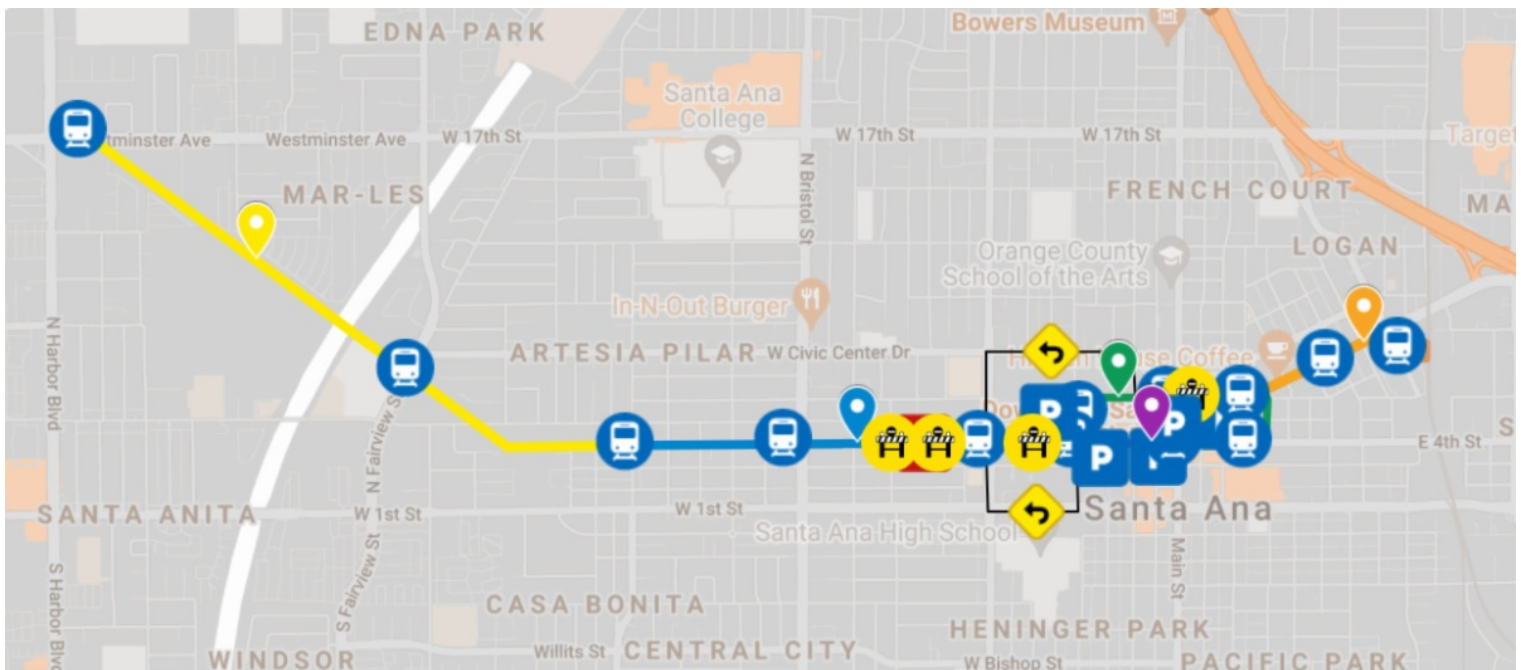 EDNA PARK
Bowers Museum
Santa Ana
College
tminster Ave
Westminster Ave
W 17th St
W 17th St
W 17th St
Target
MAR-LES
N Bristol St
FRENCH COURT
MA
Orange County
School of the Arts
LOGAN
In-N-Out Burger
N Harbor Blvd
ARTESIA PILAR
W Civic Center Dr
use Coffee
N Fairview S
P
P
P
E 4th St
S
SANTA ANITA
W 1st St
W 1st St
Santa Ana
Santa Ana High School
Main St
S Harbor Blv
S Fairview St
CASA BONITA
HENINGER PARK
Willits St
CENTRAL CITY
WINDSOR
W Bishop St
PACIFIC PARK